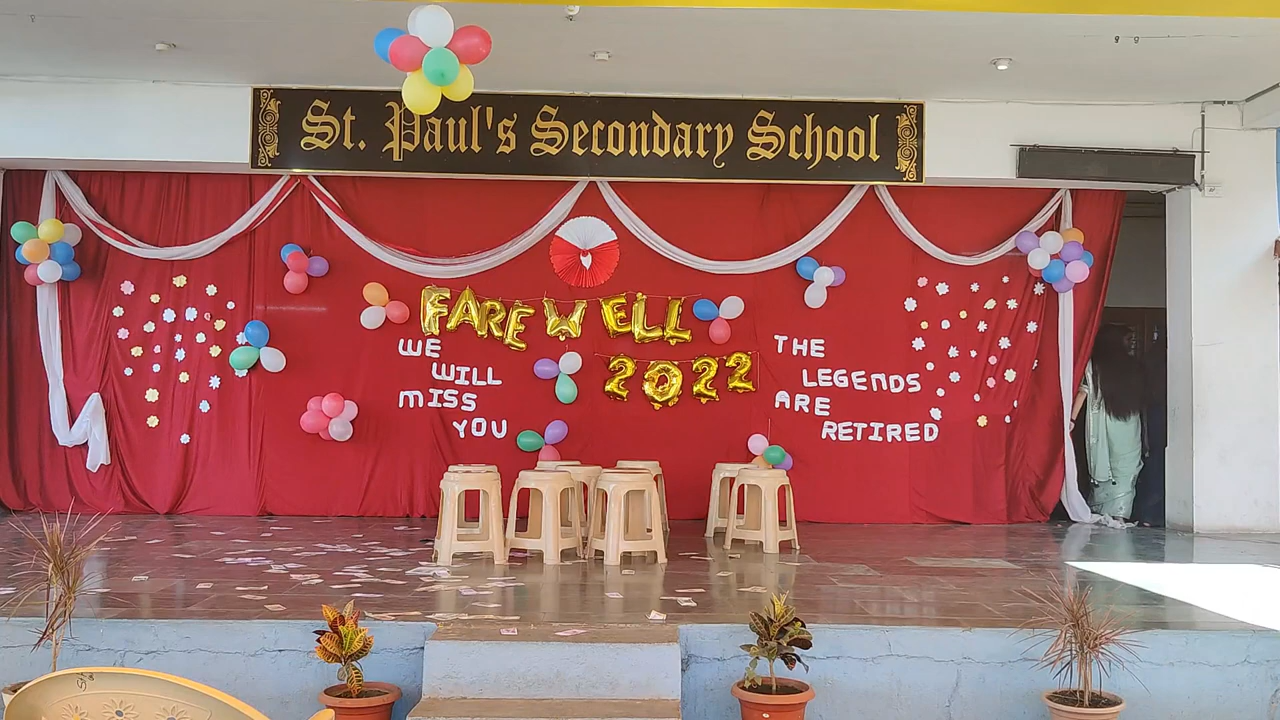 St. Paul's Secondary School
FAREWELL
2022
WE
WILL
MISS
YOU
THE
LEGENDS
ARE
RETIRED